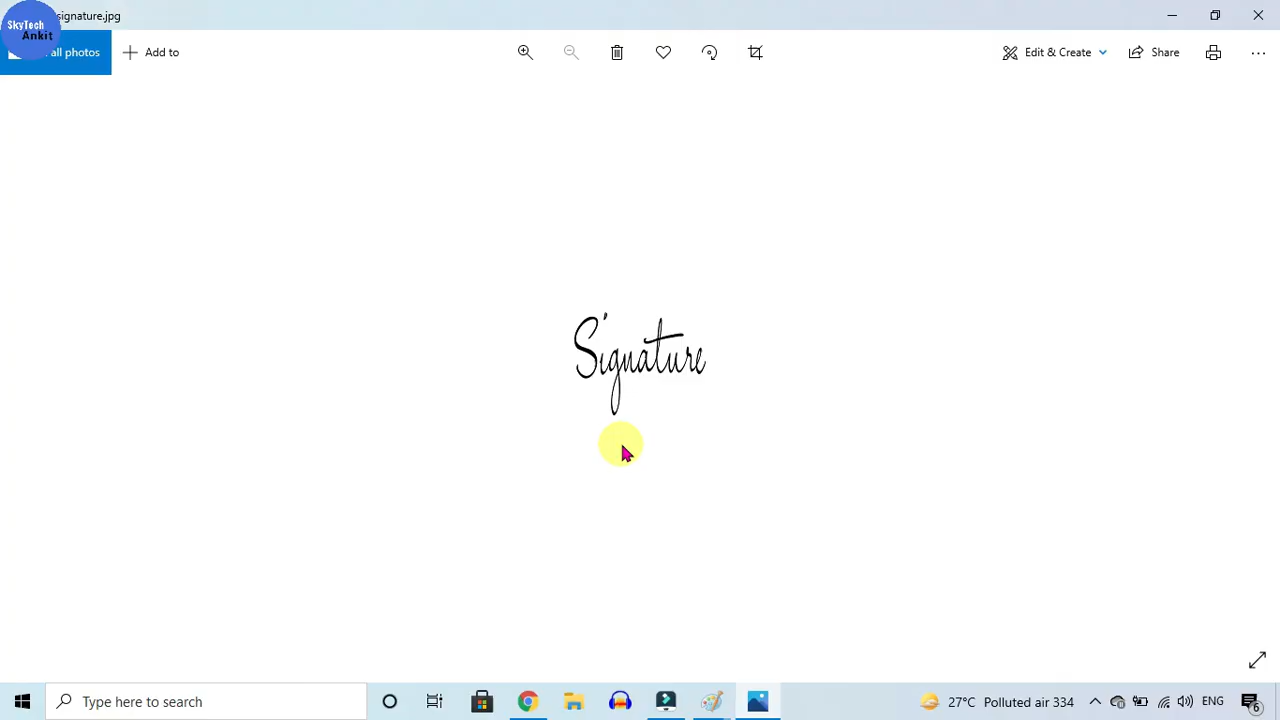 SkyTech
Ankit
signature.jpg
all photos
Add to
Edit & Create
Share
Signature
Type here to search
27°C Polluted air 334
ENG
6